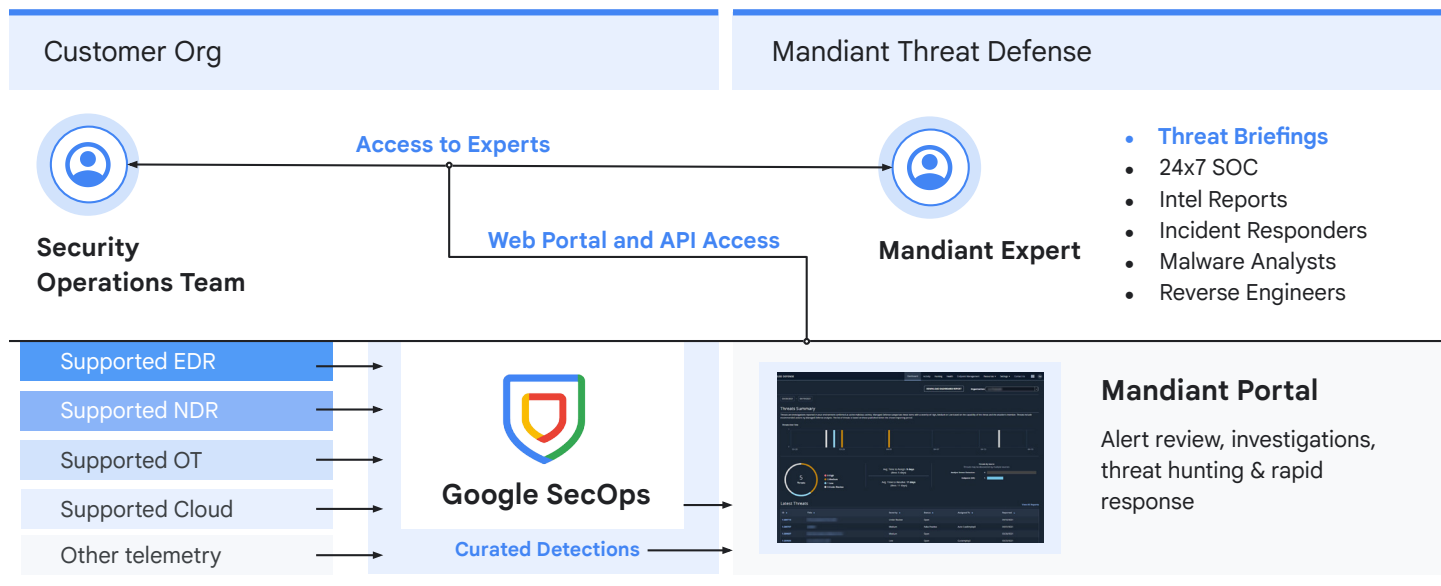 Customer Org
Mandiant Threat Defense
Access to Experts
Web Portal and API Access
Security
Operations Team
Mandiant Expert
• Threat Briefings
• 24x7 SOC
• Intel Reports
• Incident Responders
• Malware Analysts
• Reverse Engineers
Supported EDR
Supported NDR
Supported OT
Supported Cloud
Other telemetry
Google SecOps
Curated Detections
Threats Summary
Latest Threats
Mandiant Portal
Alert review, investigations,
threat hunting & rapid
response